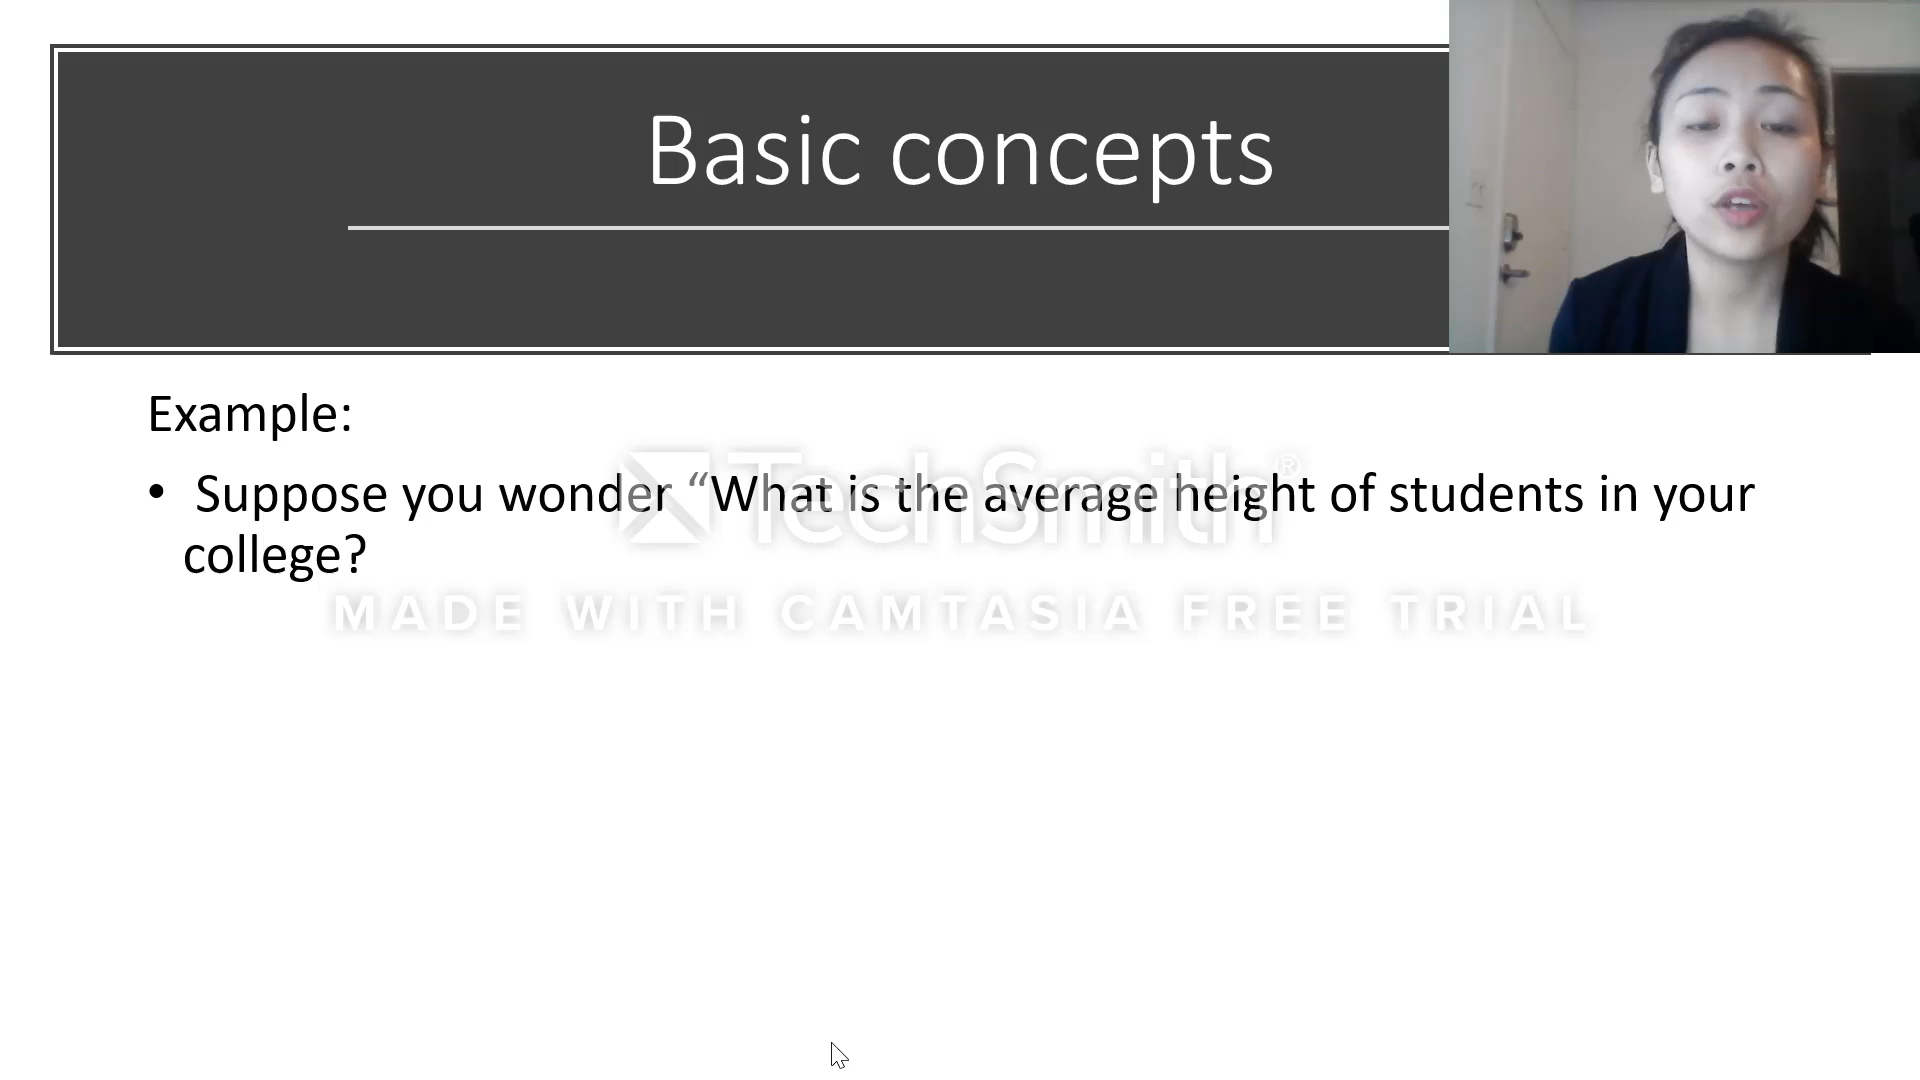 Basic concepts
Example:
• Suppose you wonder “What is the average height of students in your
college?
TechSmith®
MADE WITH CAMTASIA FREE TRIAL